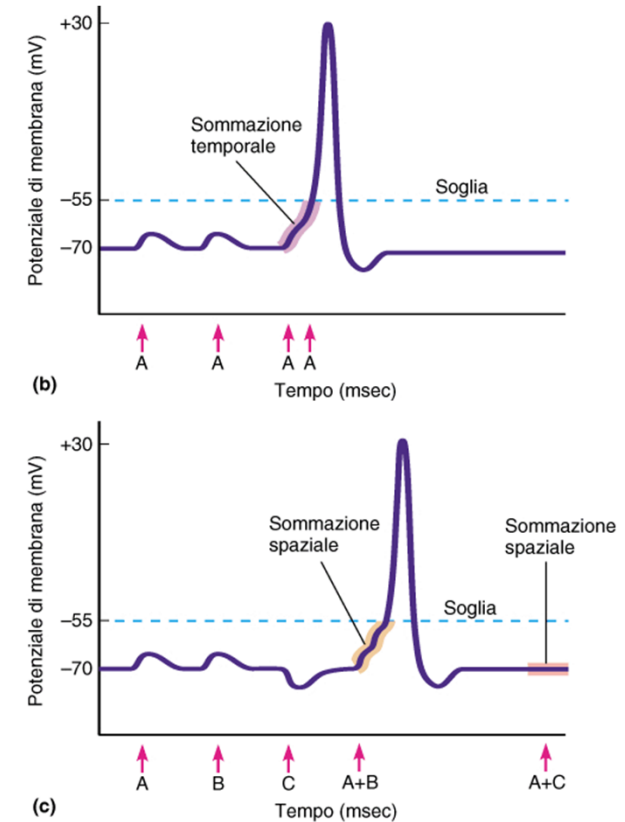 Potenziale di membrana (mV)
+30
Sommazione
temporale
–55
Soglia
–70
A
A
A
A
(b)
Tempo (msec)
Potenziale di membrana (mV)
+30
Sommazione
spaziale
Sommazione
spaziale
–55
Soglia
–70
A
B
C
A+B
A+C
(c)
Tempo (msec)